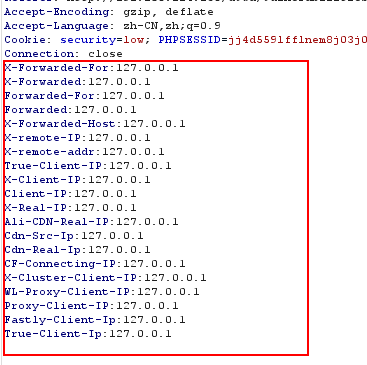 Accept-Encoding: gzip, deflate
Accept-Language: zh-CN,zh;q=0.9
Cookie: security=low; PHPSESSID=jj4d559lfflnem8j03j0
Connection: close
X-Forwarded-For:127.0.0.1
X-Forwarded:127.0.0.1
Forwarded-For:127.0.0.1
Forwarded:127.0.0.1
X-Forwarded-Host:127.0.0.1
X-remote-IP:127.0.0.1
X-remote-addr:127.0.0.1
True-Client-IP:127.0.0.1
X-Client-IP:127.0.0.1
Client-IP:127.0.0.1
X-Real-IP:127.0.0.1
Ali-CDN-Real-IP:127.0.0.1
Cdn-Src-Ip:127.0.0.1
Cdn-Real-Ip:127.0.0.1
CF-Connecting-IP:127.0.0.1
X-Cluster-Client-IP:127.0.0.1
WL-Proxy-Client-IP:127.0.0.1
Proxy-Client-IP:127.0.0.1
Fastly-Client-Ip:127.0.0.1
True-Client-Ip:127.0.0.1